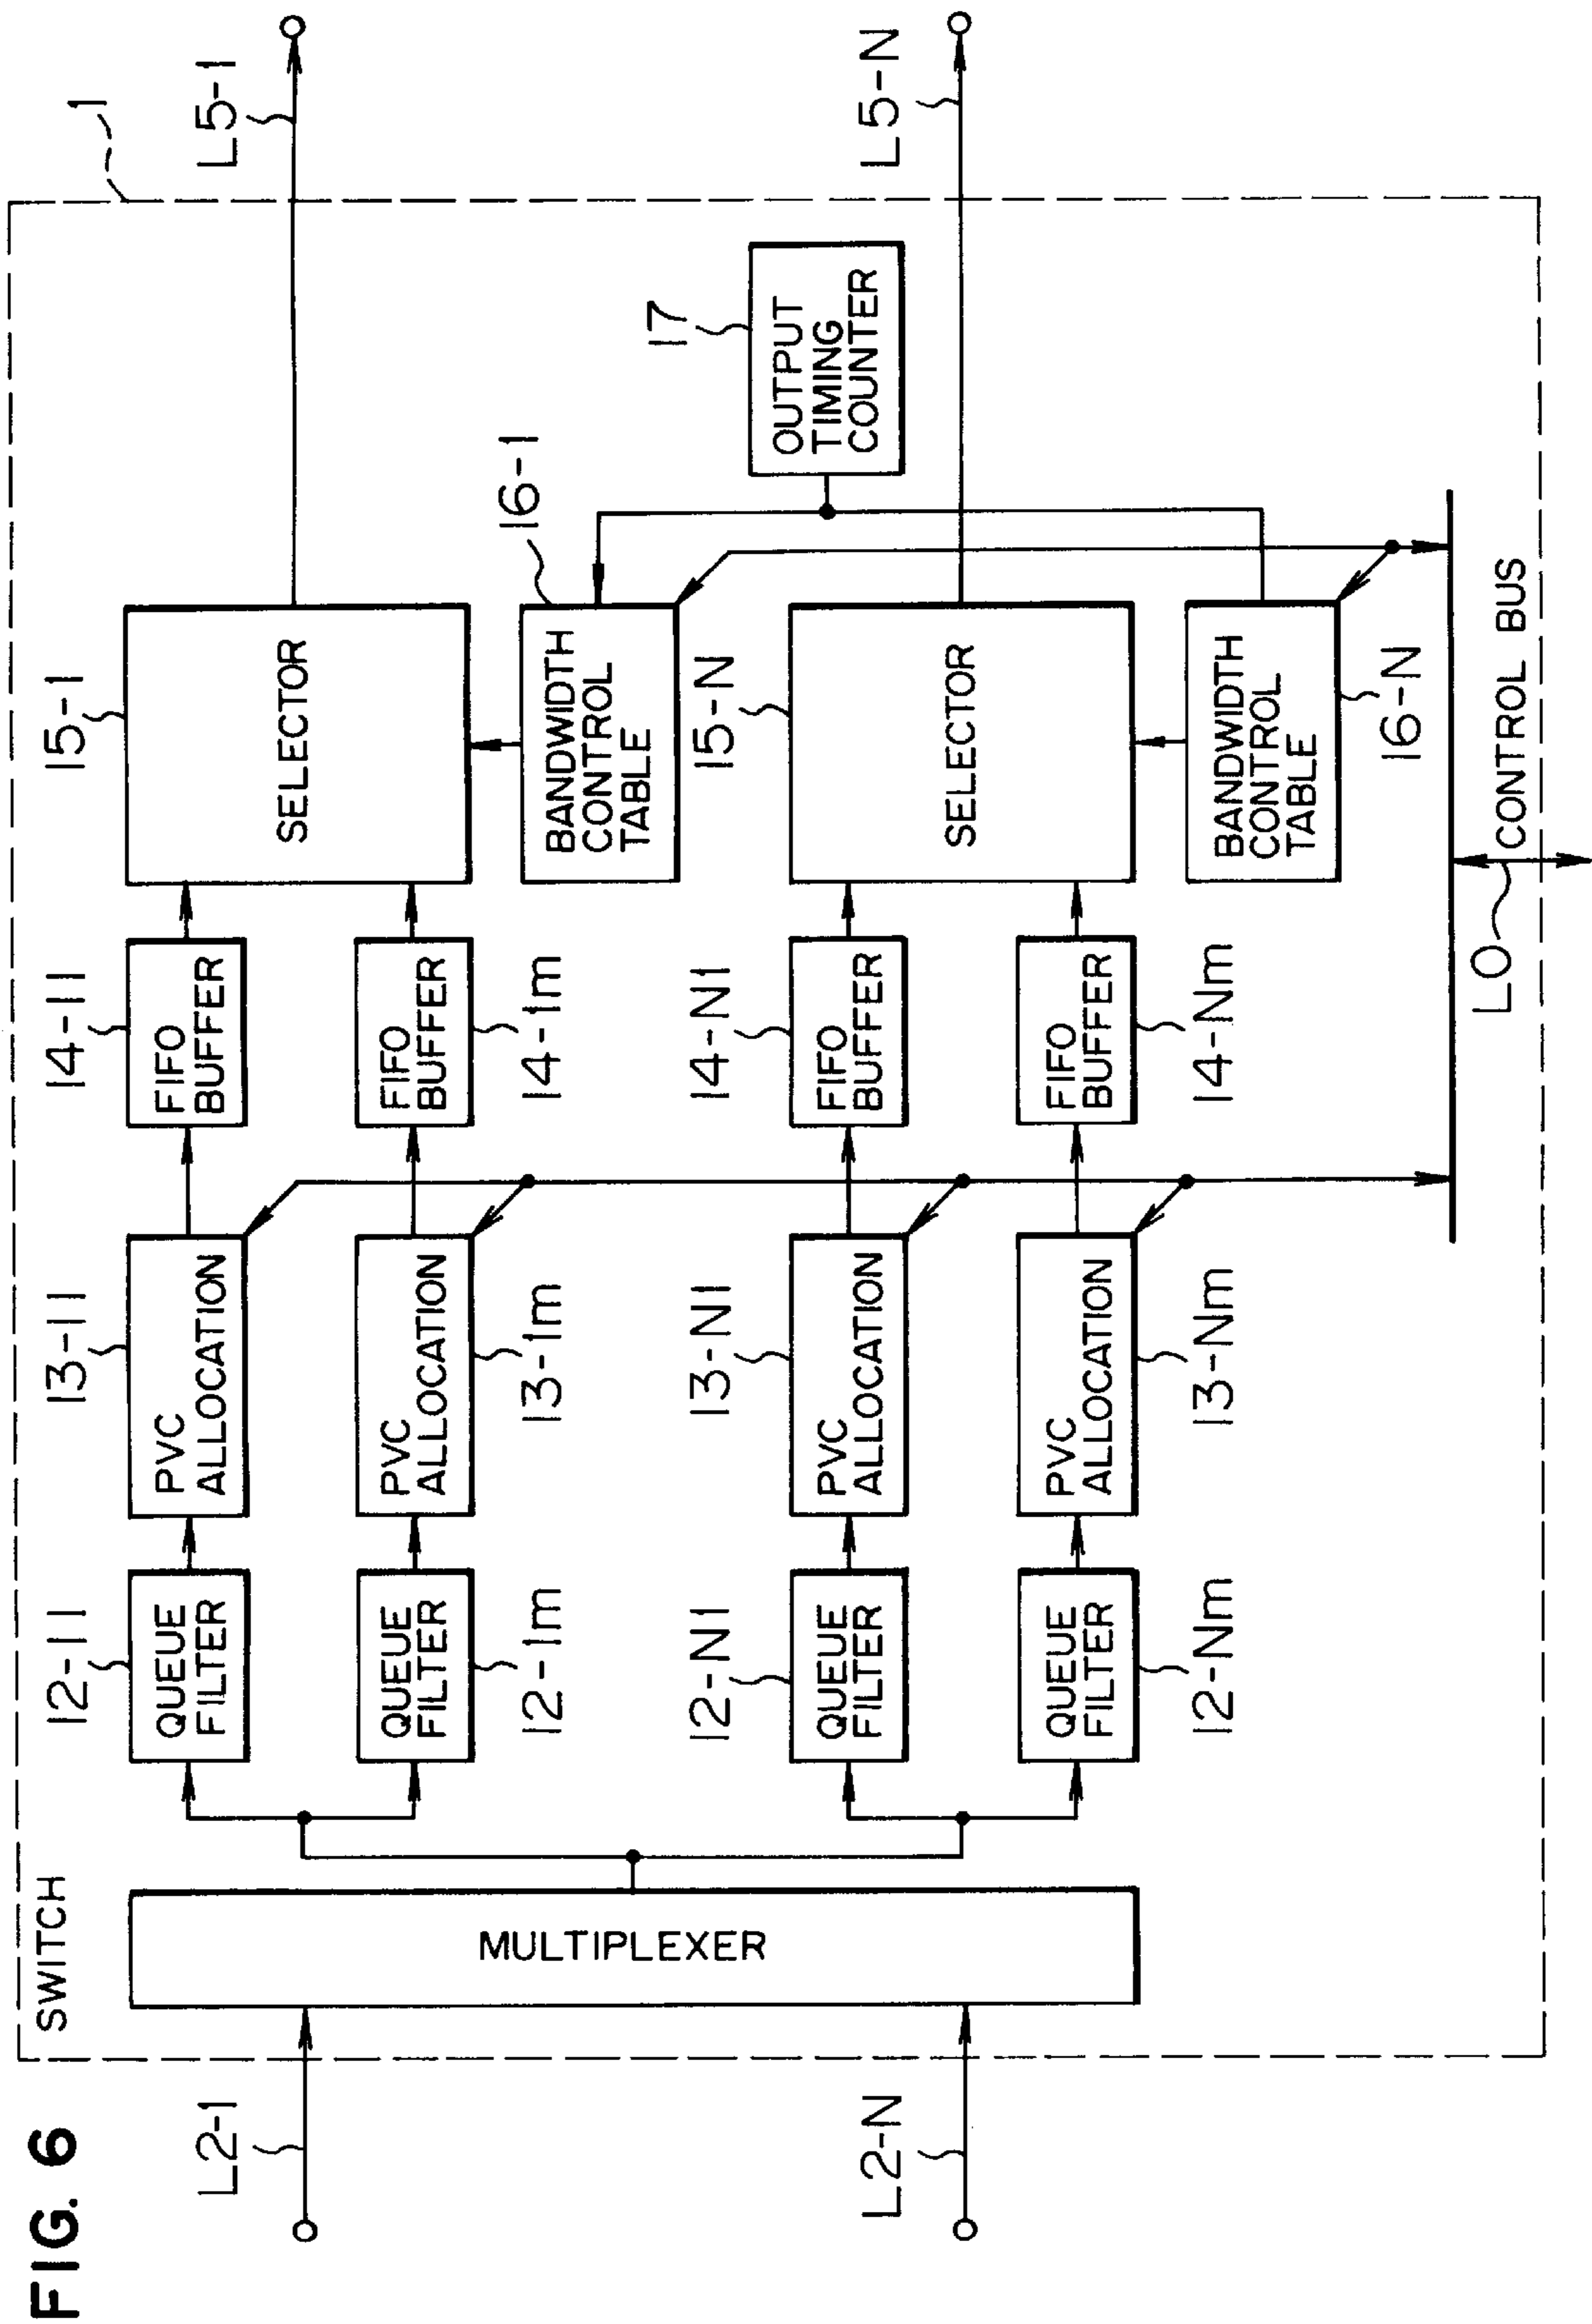 FIG. 6
SWITCH
1
L2-1
L2-N
MULTIPLEXER
12-11
QUEUE
FILTER
13-11
PVC
ALLOCATION
14-11
FIFO
BUFFER
15-1
SELECTOR
L5-1
QUEUE
FILTER
12-1m
PVC
ALLOCATION
13-1m
FIFO
BUFFER
14-1m
16-1
BANDWIDTH
CONTROL
TABLE
17
OUTPUT
TIMING
COUNTER
12-N1
QUEUE
FILTER
13-N1
PVC
ALLOCATION
14-N1
FIFO
BUFFER
15-N
SELECTOR
L5-N
QUEUE
FILTER
12-Nm
PVC
ALLOCATION
13-Nm
FIFO
BUFFER
14-Nm
BANDWIDTH
CONTROL
TABLE
16-N
L0
CONTROL BUS